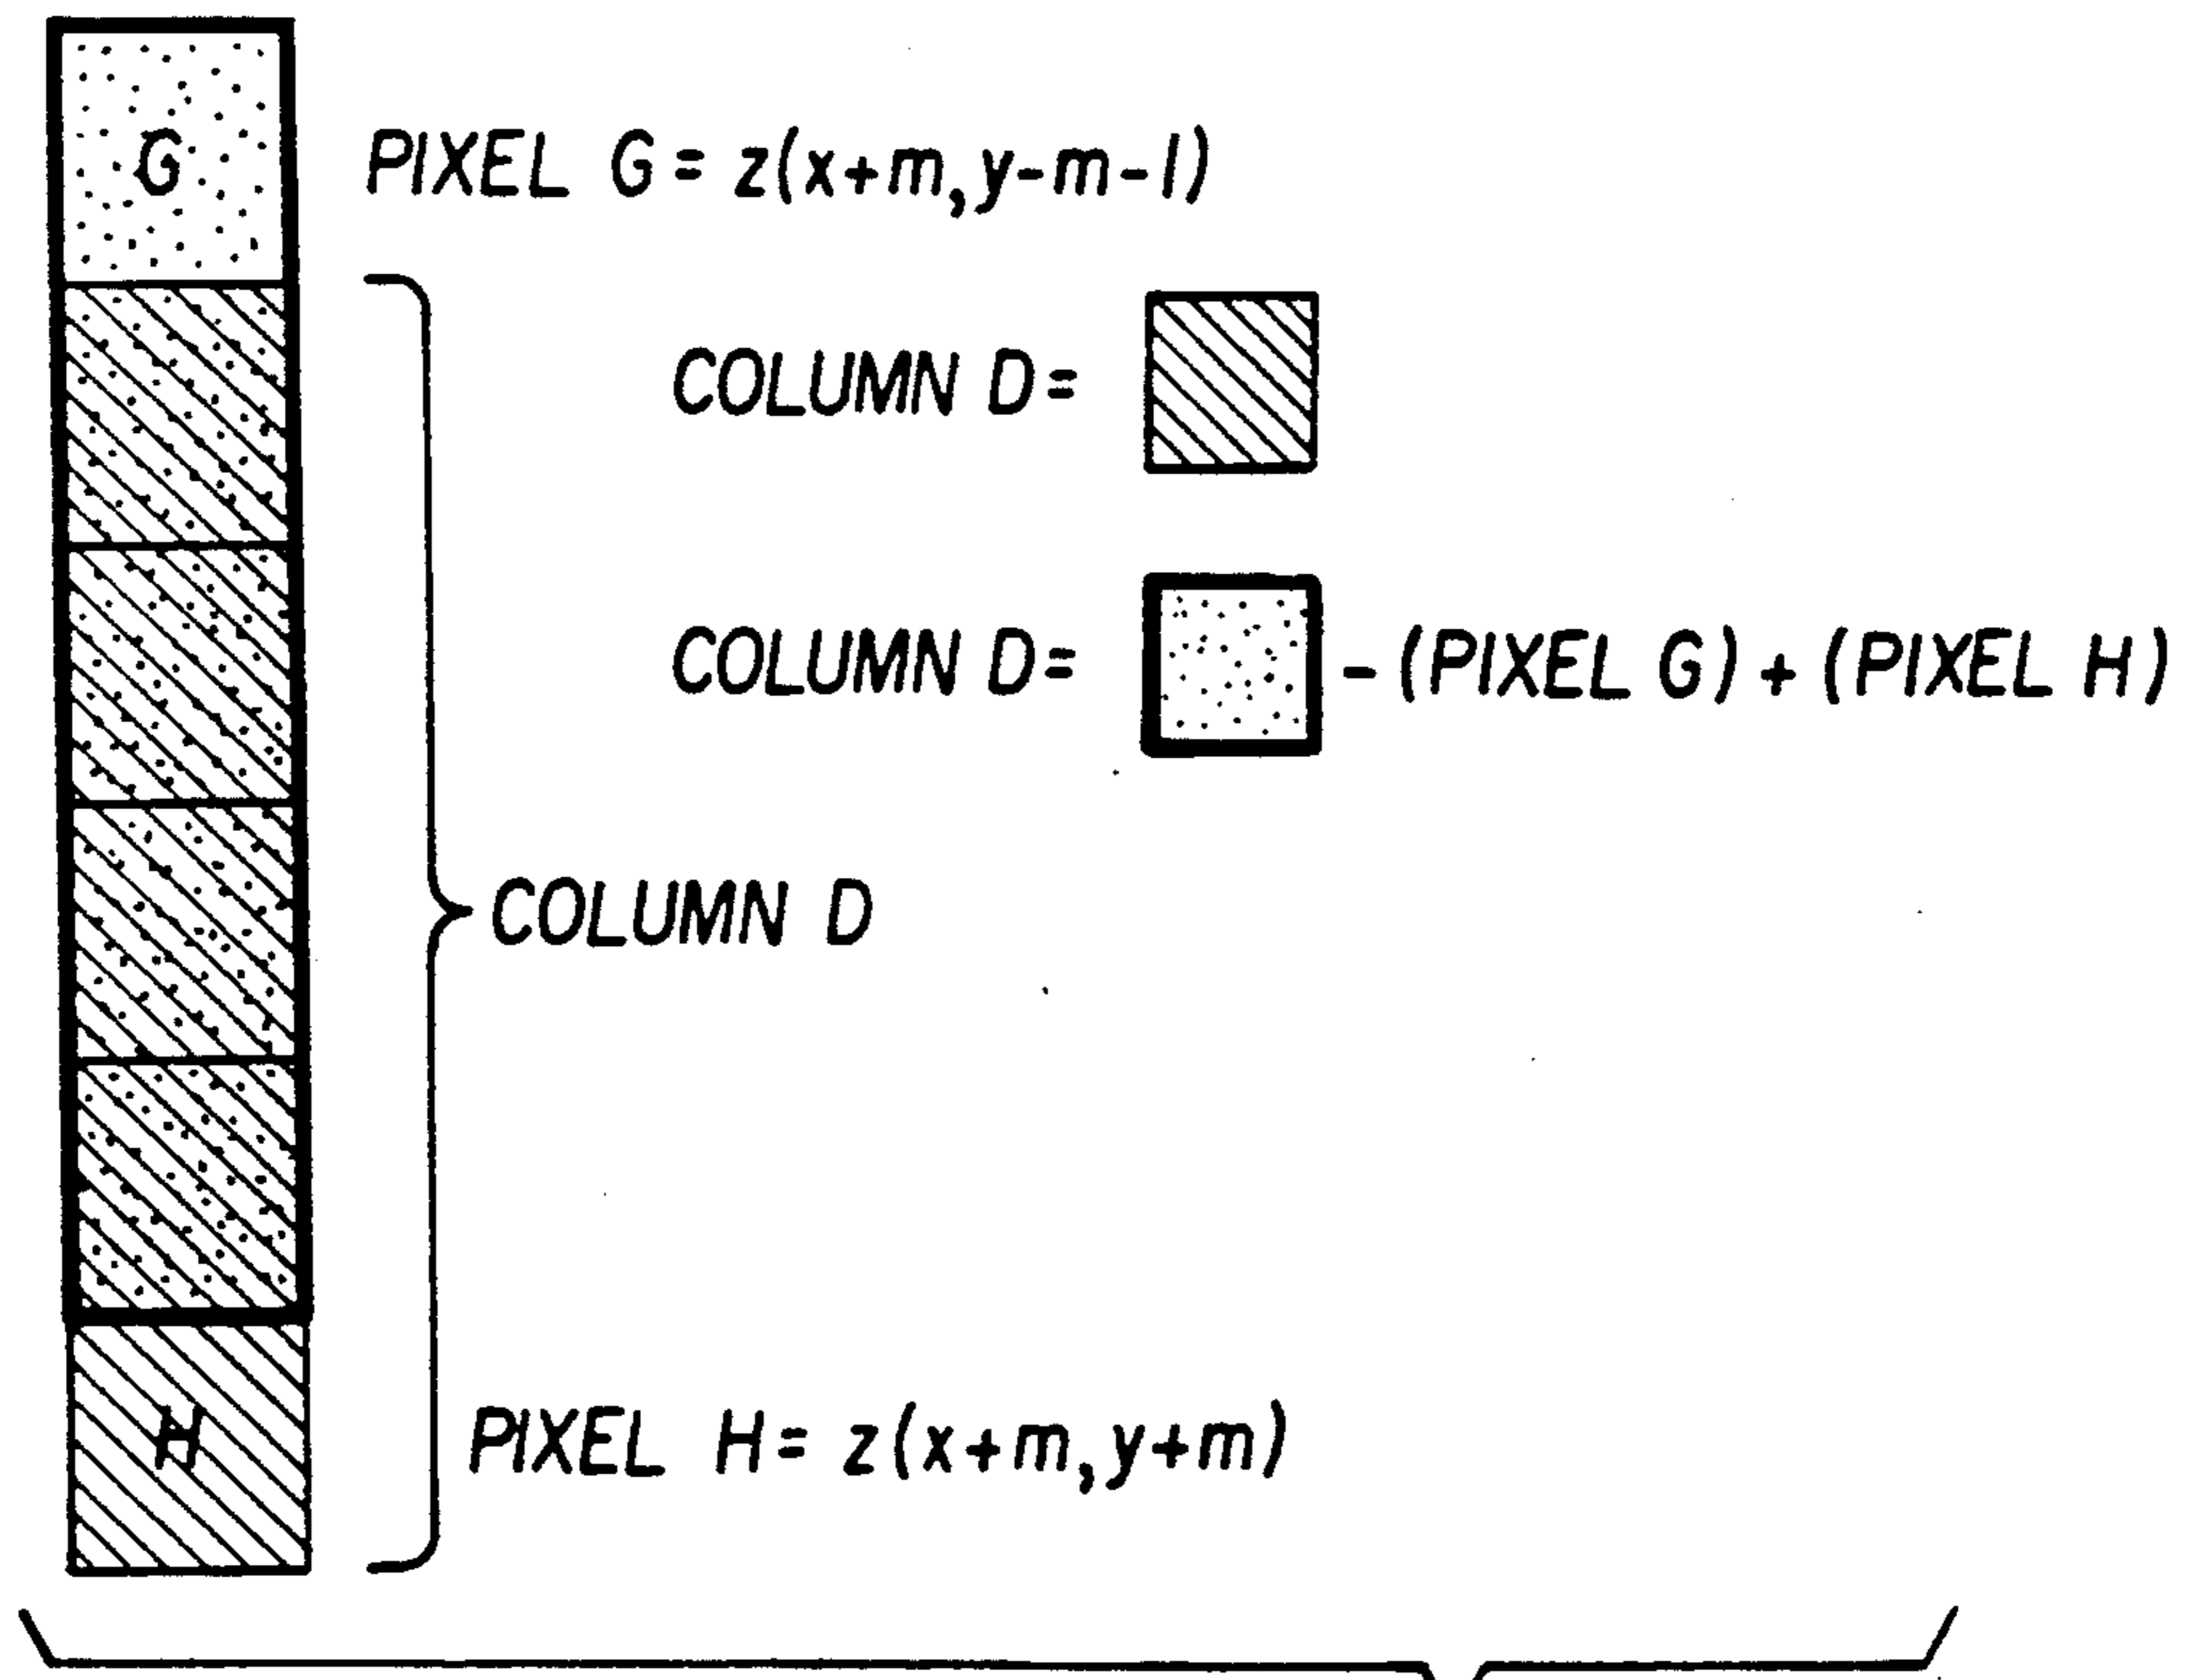 G
PIXEL G = z(x+m,y-m-1)
COLUMN D =
COLUMN D = - (PIXEL G) + (PIXEL H)
COLUMN D
H
PIXEL H = z(x+m,y+m)